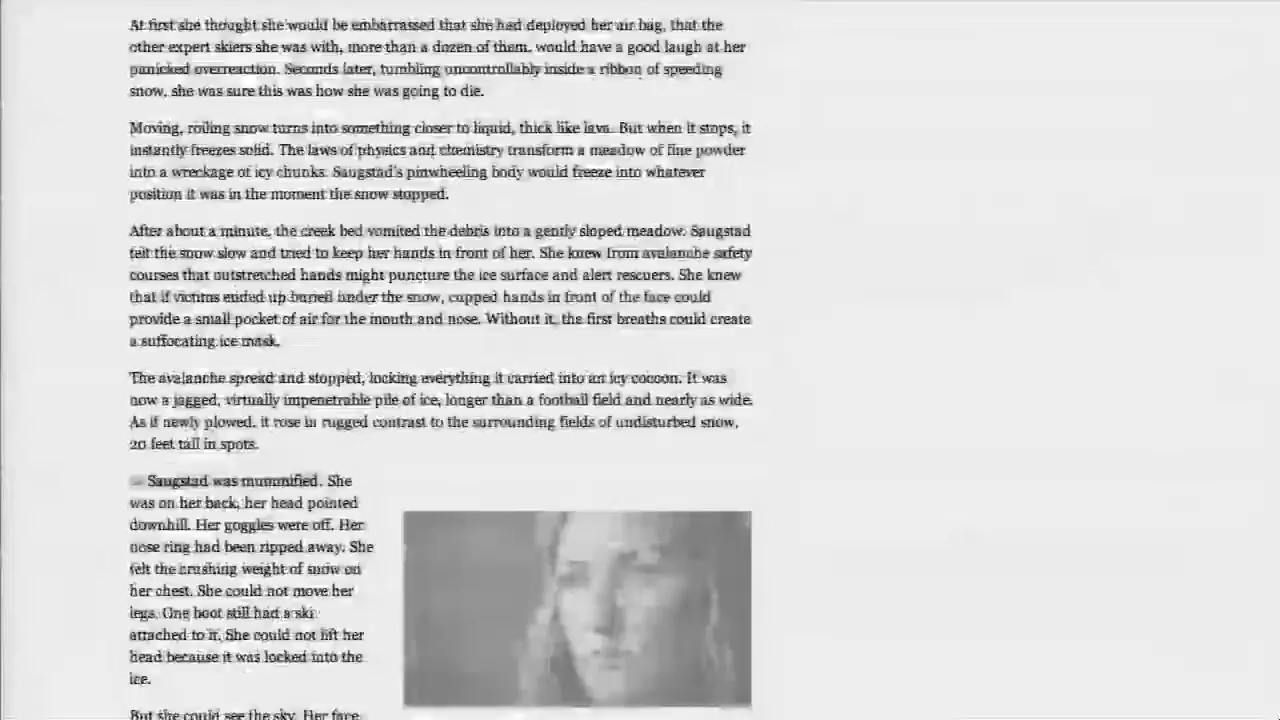 At first she thought she would be embarrassed that she had deployed her air bag, that the
other expert skiers she was with, more than a dozen of them, would have a good laugh at her
panicked overreaction. Seconds later, tumbling uncontrollably inside a ribbon of speeding
snow, she was sure this was how she was going to die.
Moving, roiling snow turns into something closer to liquid, thick like lava. But when it stops, it
instantly freezes solid. The laws of physics and chemistry transform a meadow of fine powder
into a wreckage of icy chunks. Saugstad's pinwheeling body would freeze into whatever
position it was in the moment the snow stopped.
After about a minute, the creek bed vomited the debris into a gently sloped meadow. Saugstad
felt the snow slow and tried to keep her hands in front of her. She knew from avalanche safety
courses that outstretched hands might puncture the ice surface and alert rescuers. She knew
that if victims ended up buried under the snow, cupped hands in front of the face could
provide a small pocket of air for the mouth and nose. Without it, the first breaths could create
a suffocating ice mask.
The avalanche spread and stopped, locking everything it carried into an icy cocoon. It was
now a jagged, virtually impenetrable pile of ice, longer than a football field and nearly as wide.
As if newly plowed, it rose in rugged contrast to the surrounding fields of undisturbed snow,
20 feet tall in spots.
Saugstad was mummified. She
was on her back, her head pointed
downhill. Her goggles were off. Her
nose ring had been ripped away. She
felt the crushing weight of snow on
her chest. She could not move her
legs. One boot still had a ski
attached to it. She could not lift her
head because it was locked into the
ice.
But she could see the sky. Her face